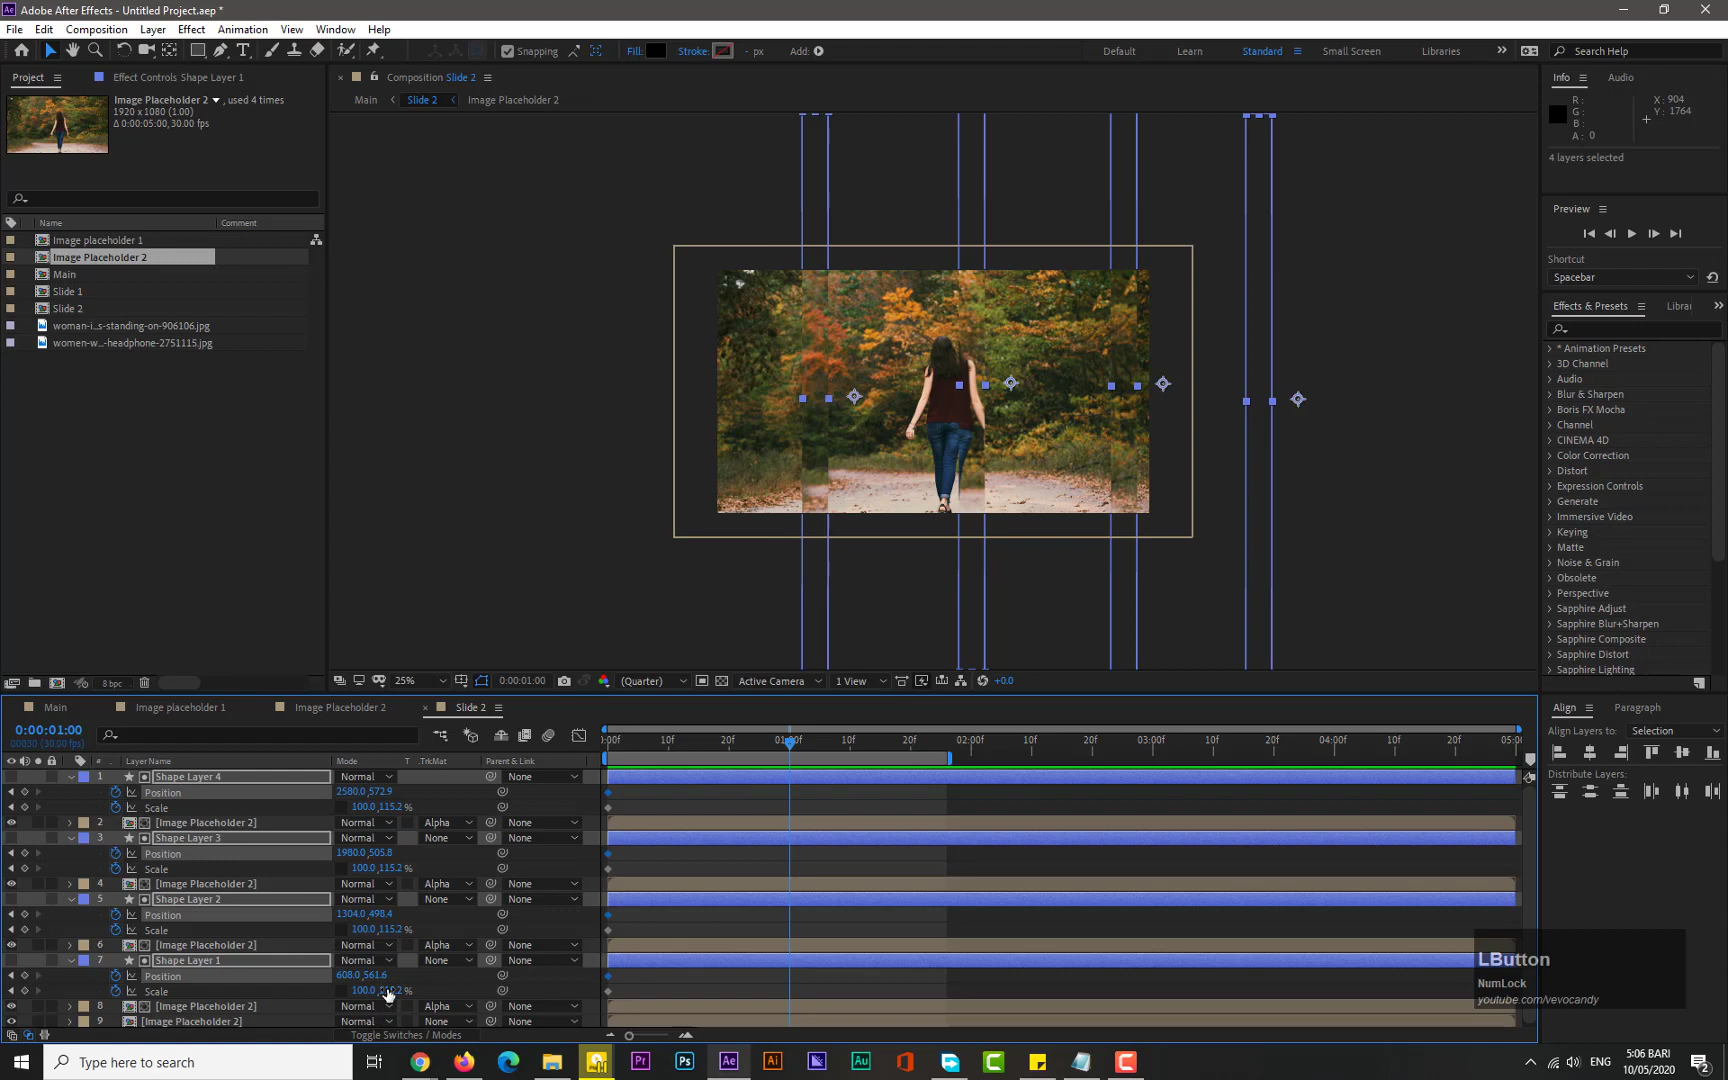 Adobe After Effects - Untitled Project.aep *
File Edit Composition Layer Effect Animation View Window Help
Snapping Fill: Stroke: - px Add: Default Learn Standard Small Screen Libraries Search Help
Project Effect Controls Shape Layer 1
Image Placeholder 2 , used 4 times
1920 x 1080 (1.00)
Δ 0:00:05:00, 30.00 fps
Name Comment
Image placeholder 1
Image Placeholder 2
Main
Slide 1
Slide 2
woman-i...s-standing-on-906106.jpg
women-w...-headphone-2751115.jpg
8 bpc
Composition Slide 2
Main Slide 2 Image Placeholder 2
25% 0:00:01:00 (Quarter) Active Camera 1 View +0.0
Info Audio
R: X: 904
G: Y: 1764
B:
A: 0
4 layers selected
Preview
Shortcut
Spacebar
Effects & Presets Librai
* Animation Presets
3D Channel
Audio
Blur & Sharpen
Boris FX Mocha
Channel
CINEMA 4D
Color Correction
Distort
Expression Controls
Generate
Immersive Video
Keying
Matte
Noise & Grain
Obsolete
Perspective
Sapphire Adjust
Sapphire Blur+Sharpen
Sapphire Composite
Sapphire Distort
Sapphire Lighting
Main Image placeholder 1 Image Placeholder 2 Slide 2
0:00:01:00
00030 (30.00 fps)
# Layer Name Mode T .TrkMat Parent & Link
):00f 10f 20f 01:00f 10f 20f 02:00f 10f 20f 03:00f 10f 20f 04:00f 10f 20f 05:0
1 Shape Layer 4 Normal None
Position 2580.0,572.9
Scale 100.0,115.2 %
2 [Image Placeholder 2] Normal Alpha None
3 Shape Layer 3 Normal None None
Position 1980.0,505.8
Scale 100.0,115.2 %
4 [Image Placeholder 2] Normal Alpha None
5 Shape Layer 2 Normal None None
Position 1304.0,498.4
Scale 100.0,115.2 %
6 [Image Placeholder 2] Normal Alpha None
7 Shape Layer 1 Normal None None
Position 608.0,561.6
Scale 100.0, %
8 [Image Placeholder 2] Normal Alpha None
9 [Image Placeholder 2] Normal None None
Toggle Switches / Modes
Align Paragraph
Align Layers to: Selection
Distribute Layers:
LButton
NumLock
youtube.com/vevocandy
Type here to search
Pr Ps Ae Ai Au
ENG
5:06 BARI
10/05/2020
2